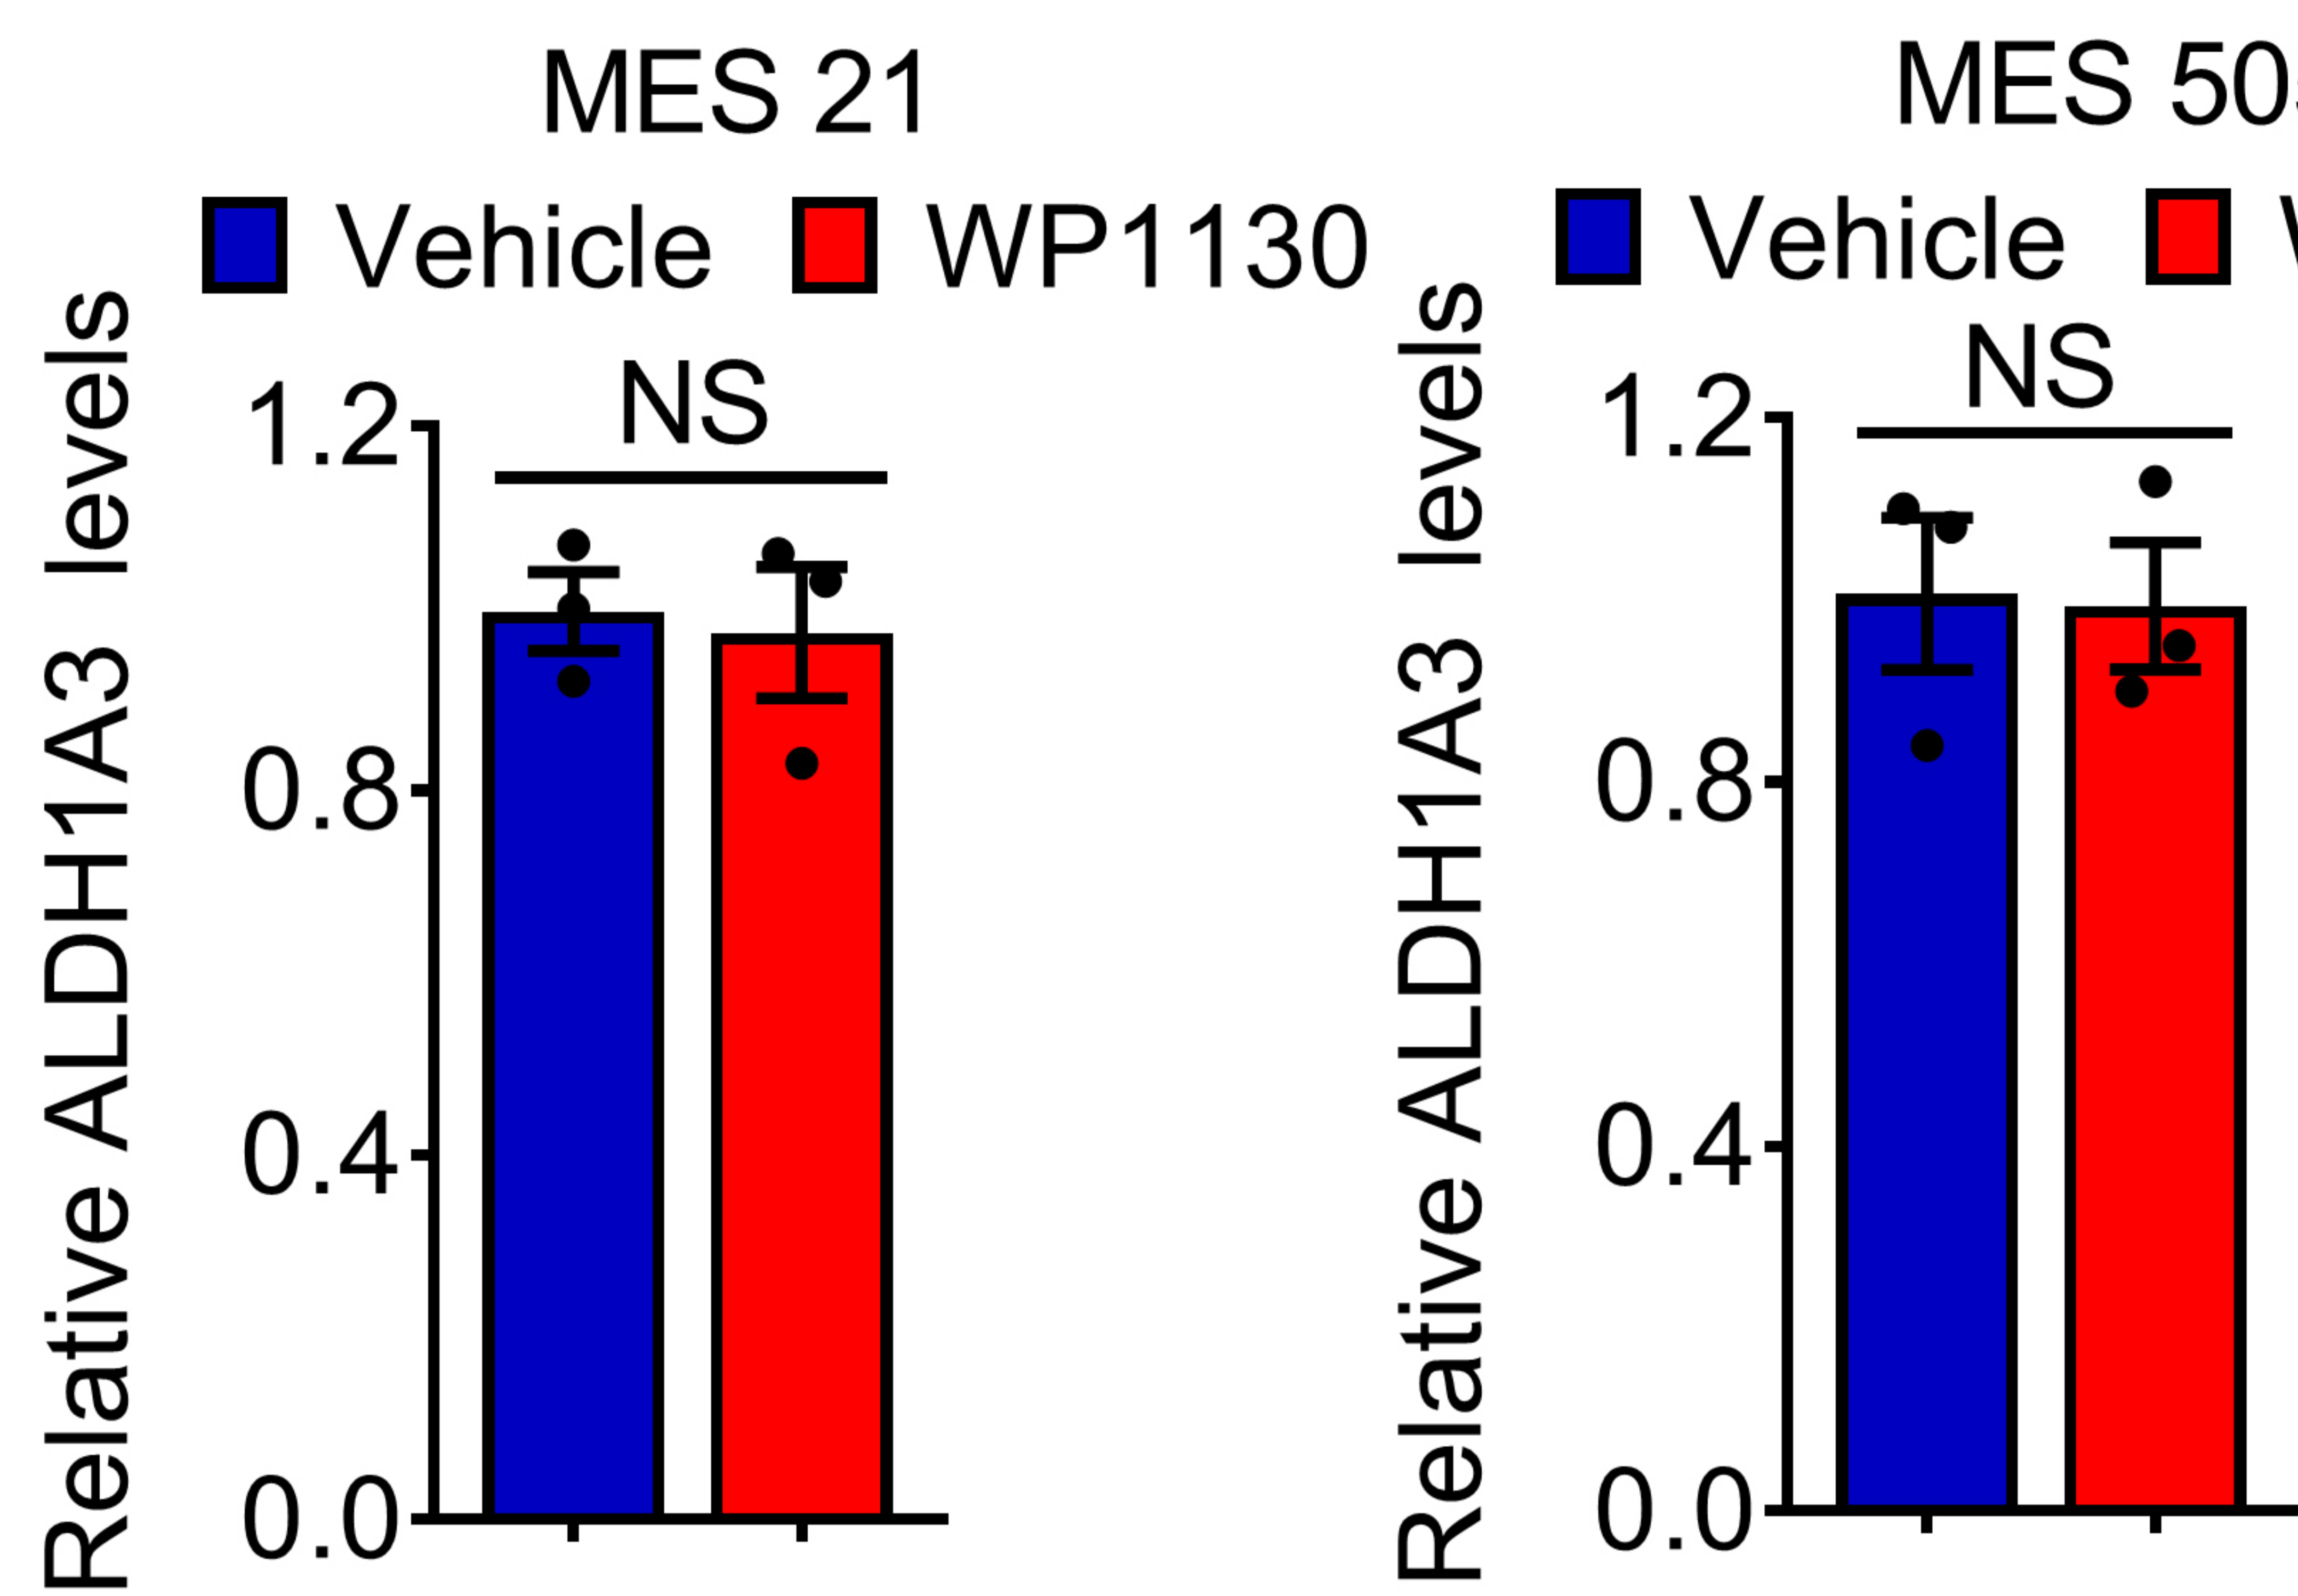 MES 21
Vehicle WP1130
Relative ALDH1A3 levels
NS
1.2
0.8
0.4
0.0
MES
Vehicle
Relative ALDH1A3 levels
NS
1.2
0.8
0.4
0.0